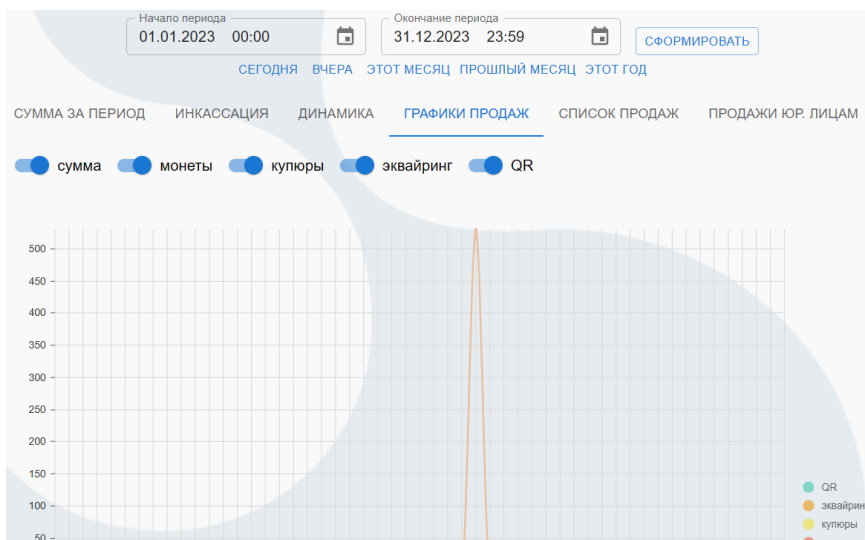 Начало периода Окончание периода
01.01.2023 00:00 31.12.2023 23:59 СФОРМИРОВАТЬ
СЕГОДНЯ ВЧЕРА ЭТОТ МЕСЯЦ ПРОШЛЫЙ МЕСЯЦ ЭТОТ ГОД
СУММА ЗА ПЕРИОД ИНКАССАЦИЯ ДИНАМИКА ГРАФИКИ ПРОДАЖ СПИСОК ПРОДАЖ ПРОДАЖИ ЮР. ЛИЦАМ
сумма монеты купюры эквайринг QR
500
450
400
350
300
250
200
150
100
50
QR
эквайрин
купюры